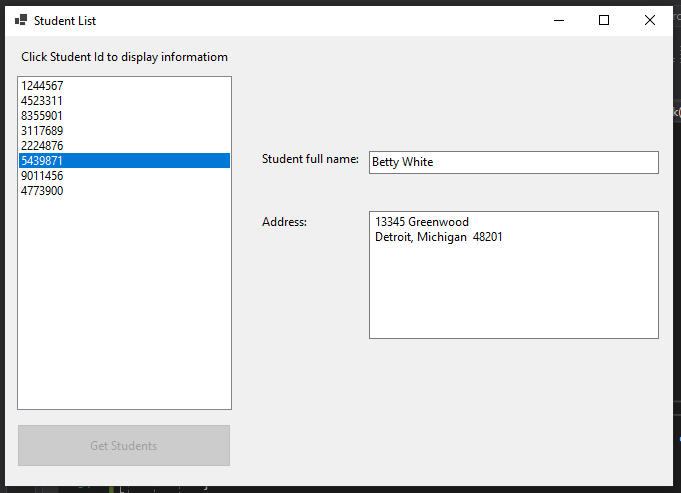 Student List
Click Student Id to display informatiom
1244567
4523311
8355901
3117689
2224876
5439871
9011456
4773900
Student full name:
Betty White
Address:
13345 Greenwood
Detroit, Michigan  48201
Get Students